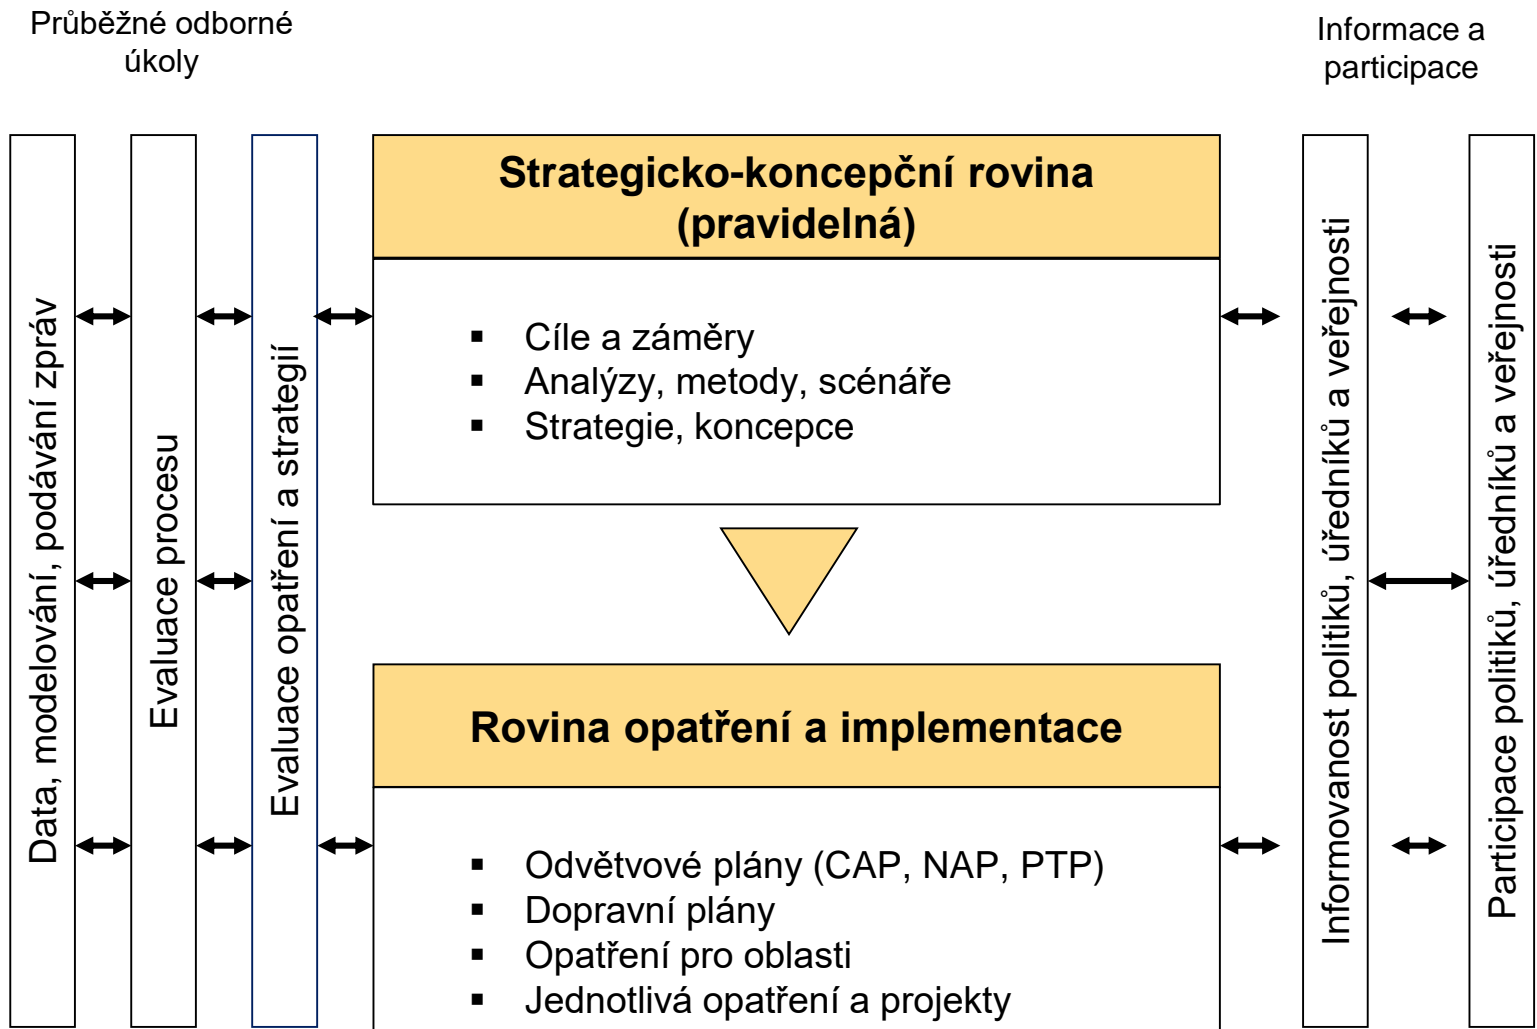 Průběžné odborné
úkoly
Informace a
participace
Data, modelování, podávání zpráv
Evaluace procesu
Evaluace opatření a strategií
Strategicko-koncepční rovina
(pravidelná)
▪ Cíle a záměry
▪ Analýzy, metody, scénáře
▪ Strategie, koncepce
Rovina opatření a implementace
▪ Odvětvové plány (CAP, NAP, PTP)
▪ Dopravní plány
▪ Opatření pro oblasti
▪ Jednotlivá opatření a projekty
Informovanost politiků, úředníků a veřejnosti
Participace politiků, úředníků a veřejnosti